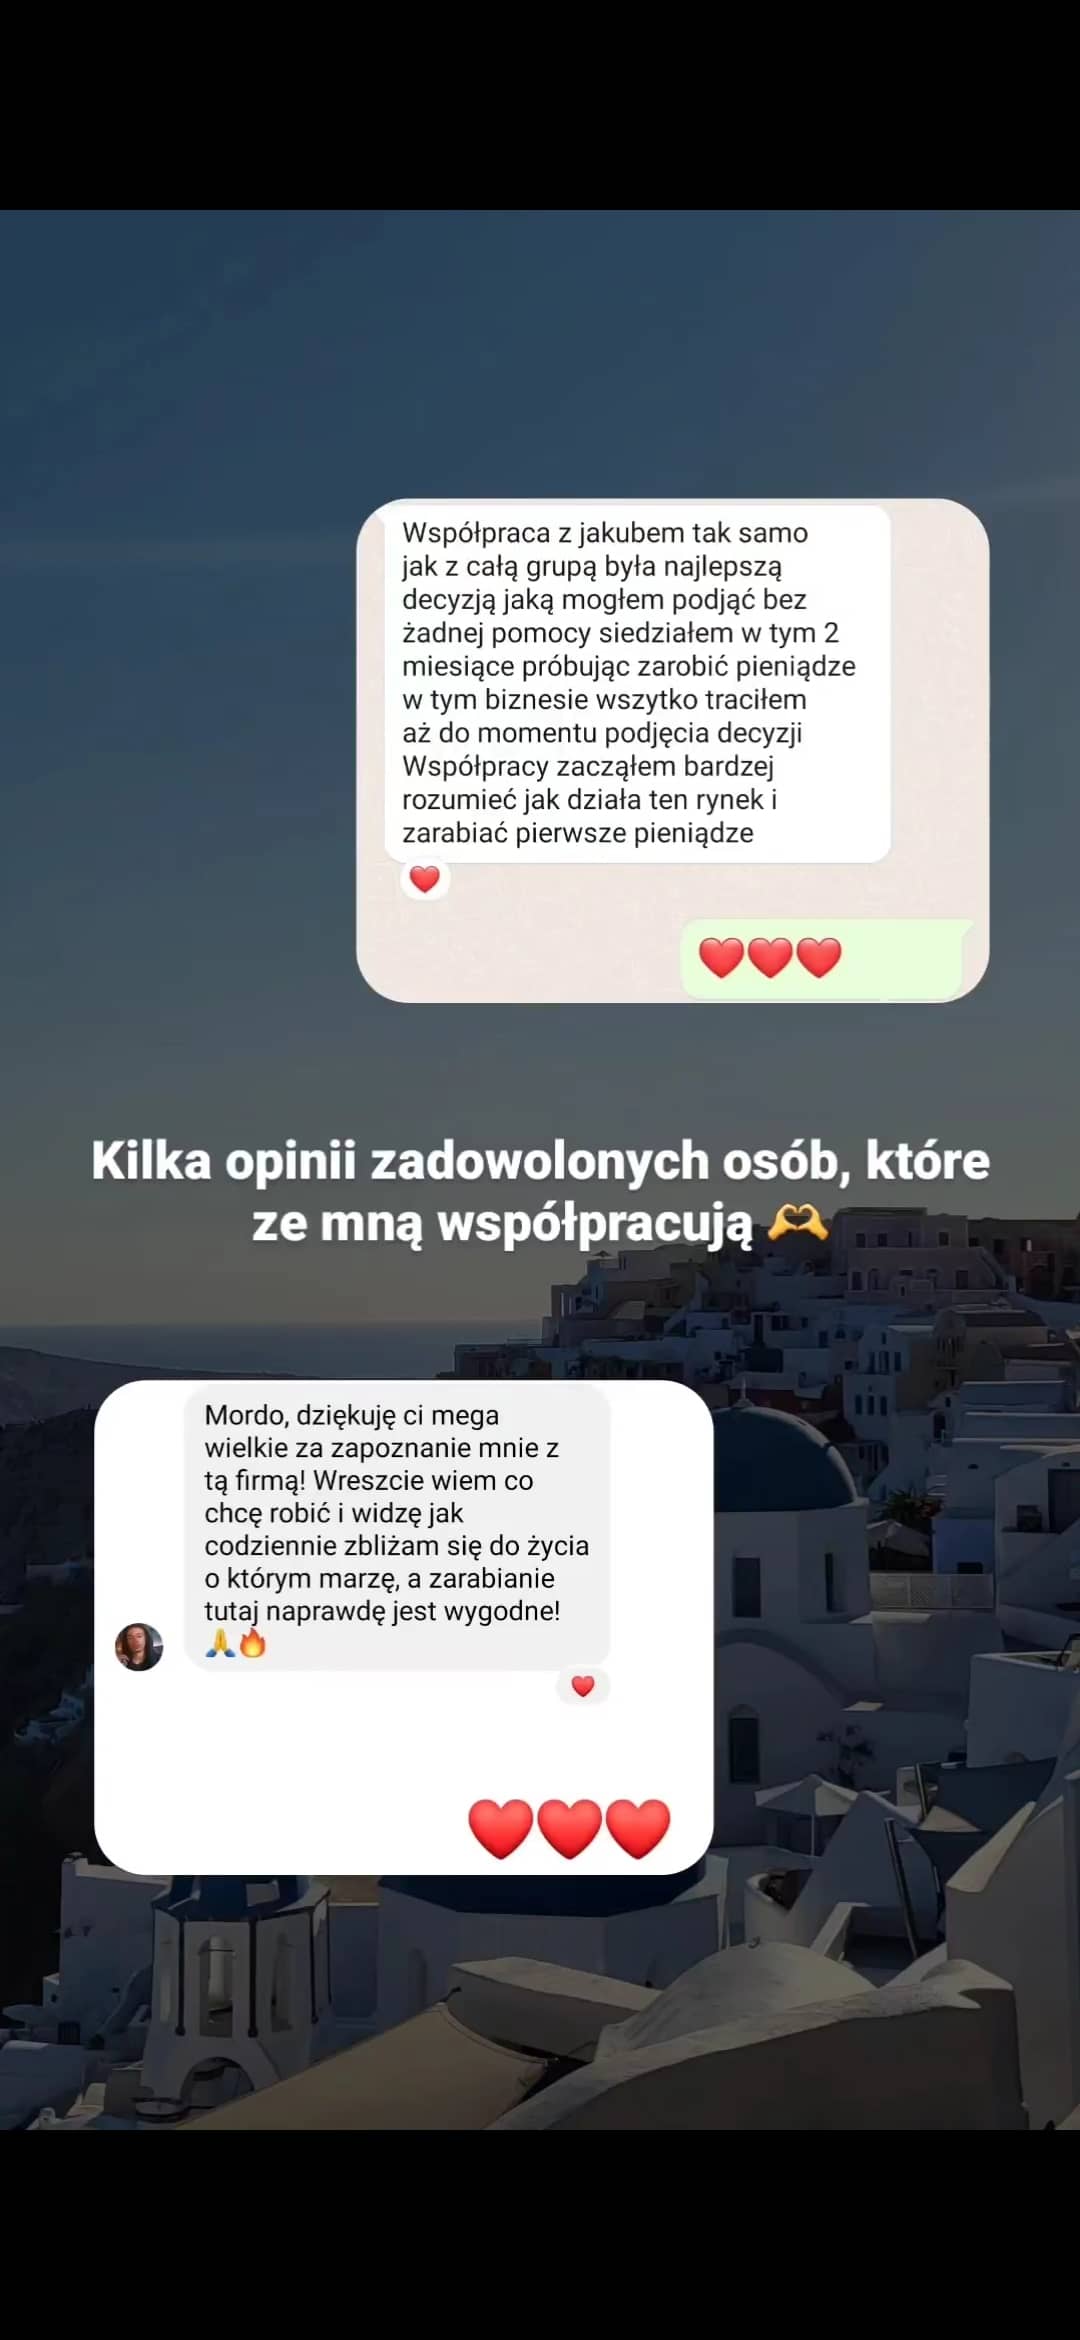 Współpraca z jakubem tak samo
jak z całą grupą była najlepszą
decyzją jaką mogłem podjąć bez
żadnej pomocy siedziałem w tym 2
miesiące próbując zarobić pieniądze
w tym biznesie wszytko traciłem
aż do momentu podjęcia decyzji
Współpracy zacząłem bardzej
rozumieć jak działa ten rynek i
zarabiać pierwsze pieniądze
❤️
❤️❤️❤️
Kilka opinii zadowolonych osób, które
ze mną współpracują 🫶
Mordo, dziękuję ci mega
wielkie za zapoznanie mnie z
tą firmą! Wreszcie wiem co
chcę robić i widzę jak
codziennie zbliżam się do życia
o którym marzę, a zarabianie
tutaj naprawdę jest wygodne!
🙏🔥
❤️
❤️❤️❤️